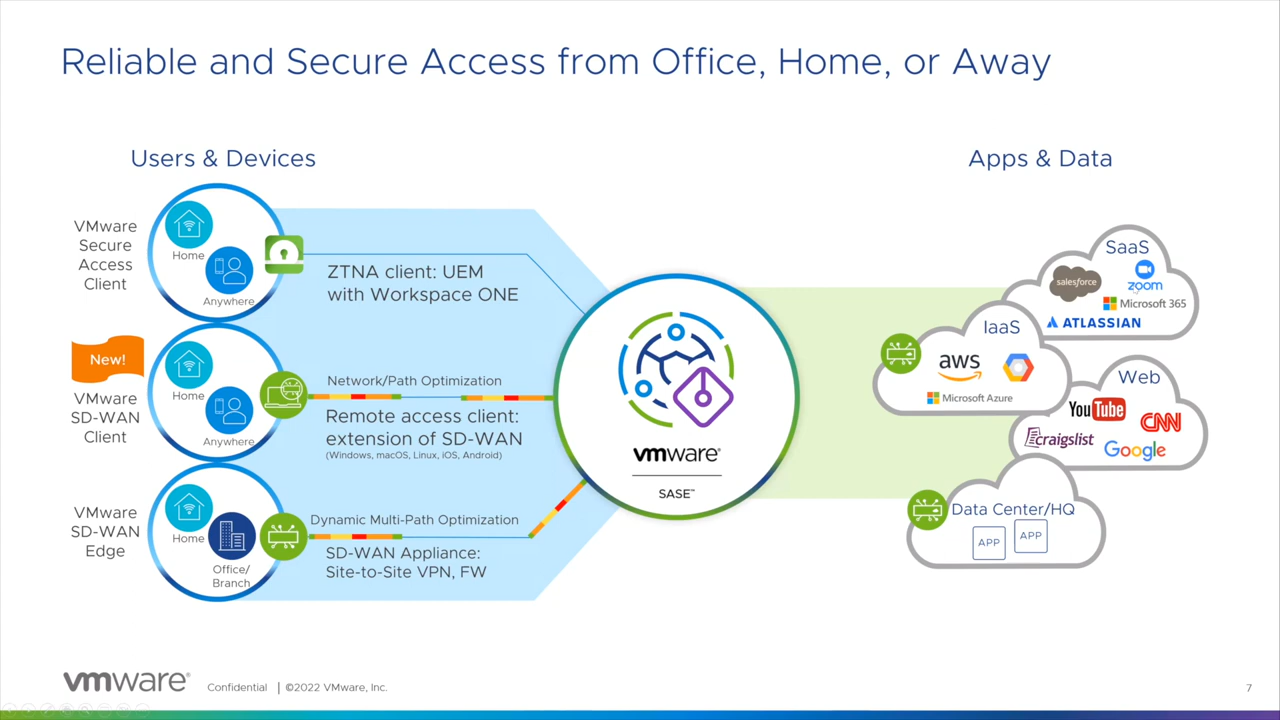 Reliable and Secure Access from Office, Home, or Away
Users & Devices
Apps & Data
VMware
Secure
Access
Client
Home
Anywhere
ZTNA client: UEM
with Workspace ONE
New!
VMware
SD-WAN
Client
Home
Anywhere
Network/Path Optimization
Remote access client:
extension of SD-WAN
(Windows, macOS, Linux, iOS, Android)
VMware
SD-WAN
Edge
Home
Office/
Branch
Dynamic Multi-Path Optimization
SD-WAN Appliance:
Site-to-Site VPN, FW
vmware®
SASE™
SaaS
salesforce
zoom
Microsoft 365
ATLASSIAN
IaaS
aws
Microsoft Azure
Web
YouTube
CNN
craigslist
Google
Data Center/HQ
APP
APP
vmware®
Confidential | ©2022 VMware, Inc.
7